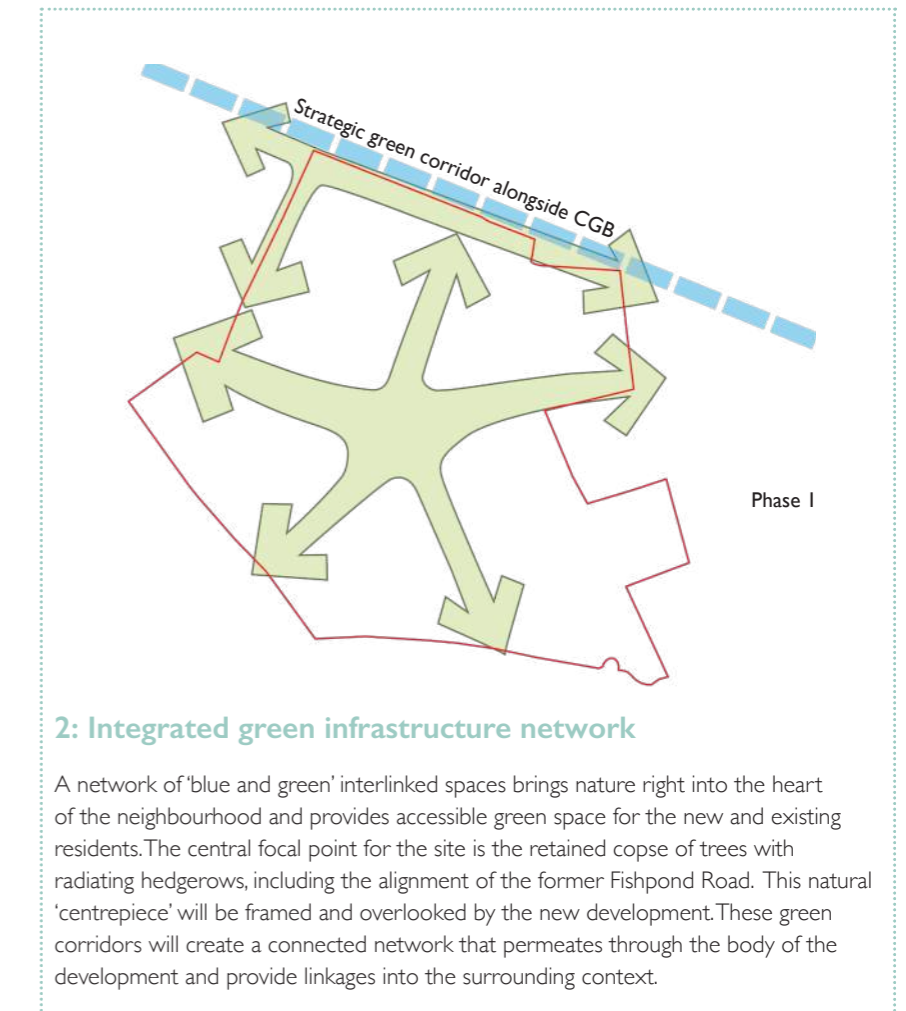 Strategic green corridor alongside CGB
Phase 1
2: Integrated green infrastructure network
A network of ‘blue and green’ interlinked spaces brings nature right into the heart
of the neighbourhood and provides accessible green space for the new and existing
residents. The central focal point for the site is the retained copse of trees with
radiating hedgerows, including the alignment of the former Fishpond Road. This natural
‘centrepiece’ will be framed and overlooked by the new development. These green
corridors will create a connected network that permeates through the body of the
development and provide linkages into the surrounding context.